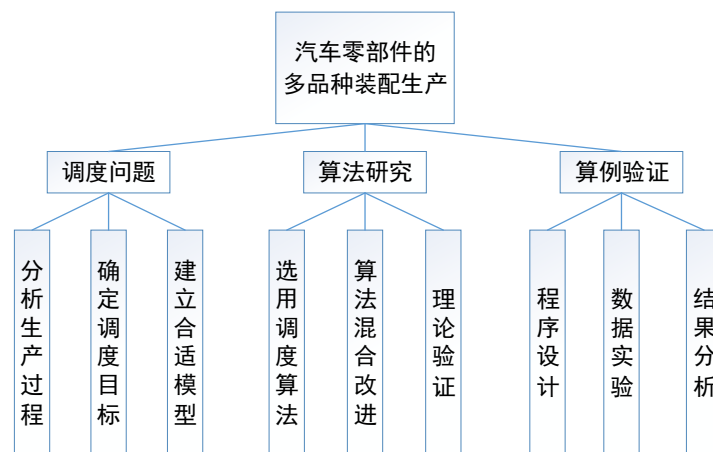 汽车零部件的
多品种装配生产
调度问题
算法研究
算例验证
分析生产过程
确定调度目标
建立合适模型
选用调度算法
算法混合改进
理论验证
程序设计
数据实验
结果分析